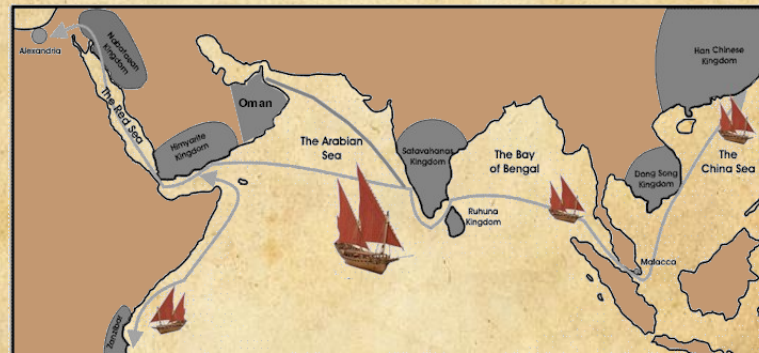 Alexandria
Nabataean
Kingdom
The Red Sea
Himyarite
Kingdom
Oman
The Arabian
Sea
Satavahanas
Kingdom
The Bay
of Bengal
Ruhuna
Kingdom
Han Chinese
Kingdom
Dong Song
Kingdom
The
China Sea
Malacca
Zanzibar